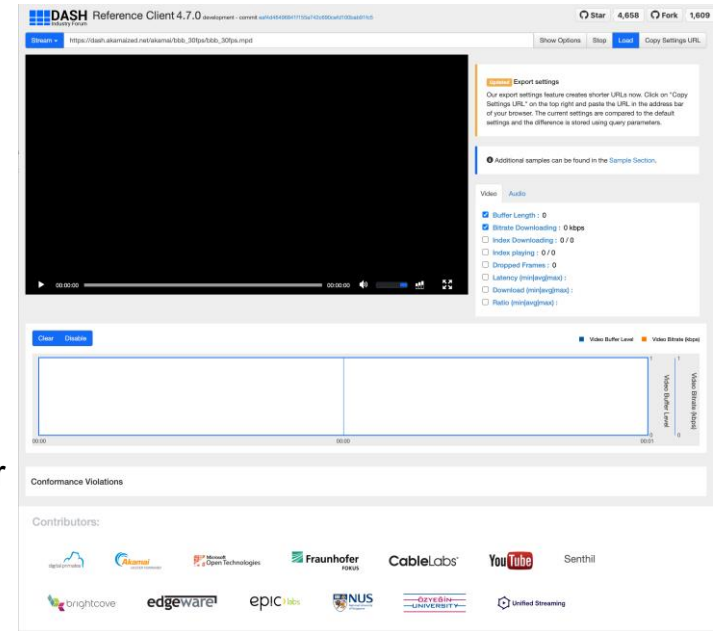 DASH Reference Client 4.7.0
Industry Forum
Star 4,658 Fork 1,609
Stream
https://dash.akamaized.net/akamai/bbb_30fps/bbb_30fps.mpd
Show Options Stop Load Copy Settings URL
Export settings
Our export settings feature creates shorter URLs now. Click on "Copy
Settings URL" on the top right and paste the URL in the address bar
of your browser. The current settings are compared to the default
settings and the difference is stored using query parameters.
Additional samples can be found in the Sample Section.
Video Audio
Buffer Length : 0
Bitrate Downloading : 0 kbps
Index Downloading : 0 / 0
Index playing : 0 / 0
Dropped Frames : 0
Latency (min|avg|max) :
Download (min|avg|max) :
Ratio (min|avg|max) :
00:00:00 00:00:00
Clear Disable
Video Buffer Level Video Bitrate (kbps)
1 1
Video Buffer Level
Video Bitrate (kbps)
0 0
00:00 00:00 00:01
r
Conformance Violations
Contributors:
digitalprimates
Akamai
Microsoft
Open Technologies
Fraunhofer
FOKUS
CableLabs
YouTube
Senthil
brightcove
edgeware
epic labs
NUS
ÖZYEĞİN
UNIVERSITY
Unified Streaming